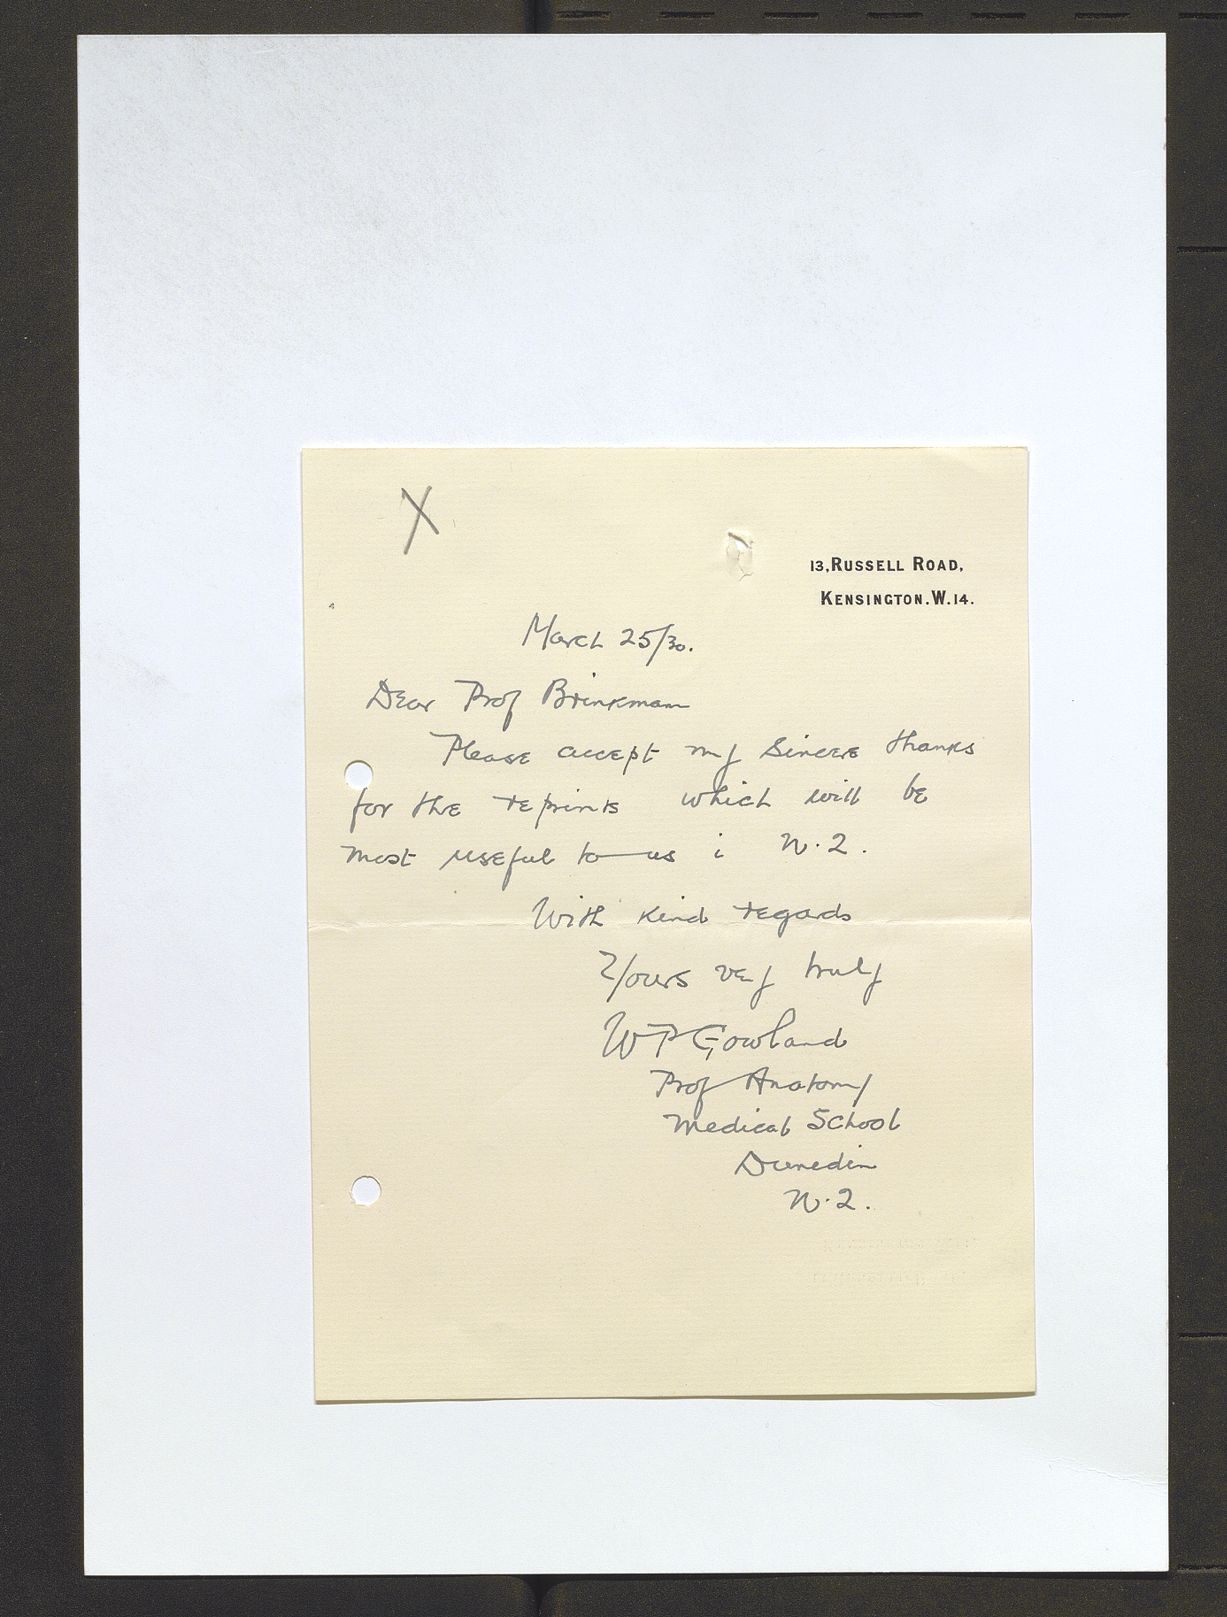 X
13, RUSSELL ROAD,
KENSINGTON. W. 14.
March 25/30.
Dear Prof Brinkman
Please accept my sincere thanks
for the reprints which will be
most useful to us i N.Z.
With kind regards
Yours very truly
WP Gowland
Prof Anatomy
Medical School
Dunedin
N.Z.